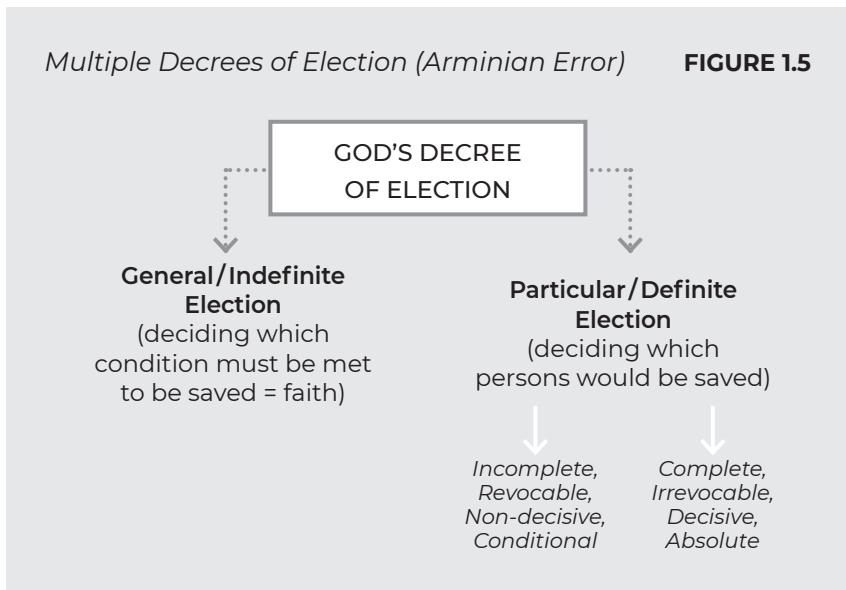 Multiple Decrees of Election (Arminian Error)
FIGURE 1.5
GOD’S DECREE
OF ELECTION
General/Indefinite
Election
(deciding which
condition must be met
to be saved = faith)
Particular/Definite
Election
(deciding which
persons would be saved)
Incomplete,
Revocable,
Non-decisive,
Conditional
Complete,
Irrevocable,
Decisive,
Absolute